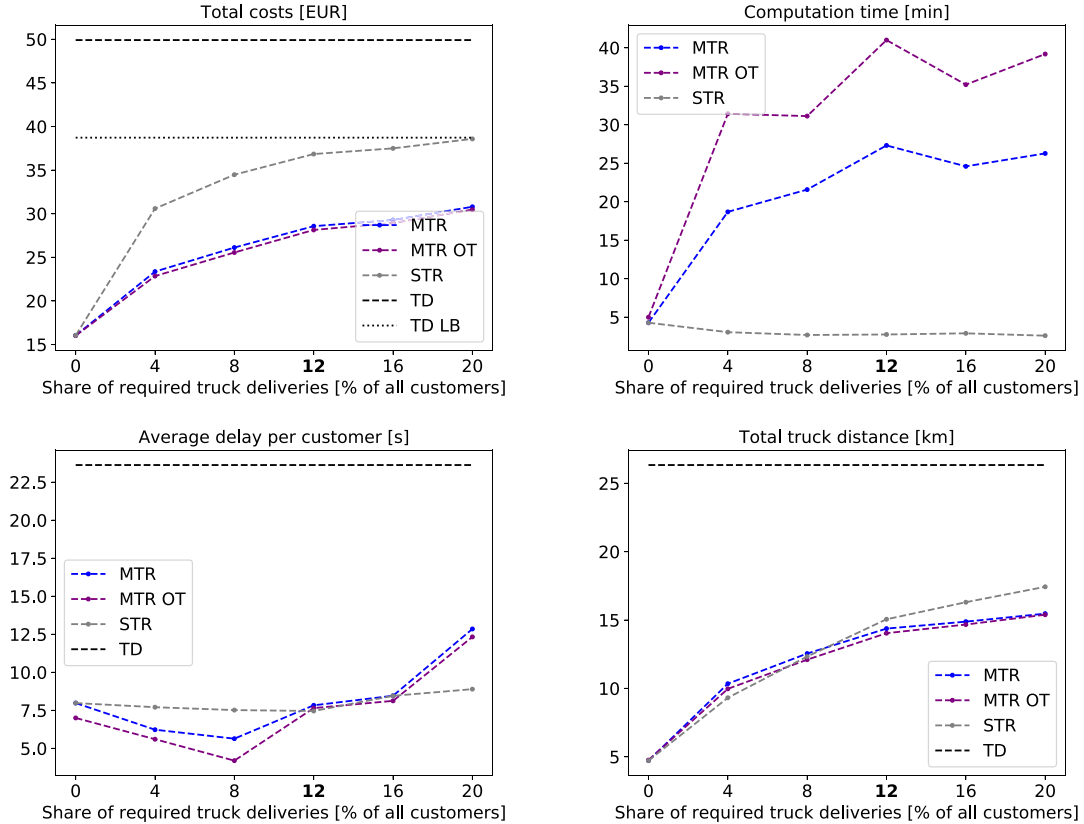 Total costs [EUR]
50
45
40
35
30
25
20
15
MTR
MTR OT
STR
TD
TD LB
0 4 8 12 16 20
Share of required truck deliveries [% of all customers]
Computation time [min]
40
35
30
25
20
15
10
5
MTR
MTR OT
STR
0 4 8 12 16 20
Share of required truck deliveries [% of all customers]
Average delay per customer [s]
22.5
20.0
17.5
15.0
12.5
10.0
7.5
5.0
MTR
MTR OT
STR
TD
0 4 8 12 16 20
Share of required truck deliveries [% of all customers]
Total truck distance [km]
25
20
15
10
5
MTR
MTR OT
STR
TD
0 4 8 12 16 20
Share of required truck deliveries [% of all customers]